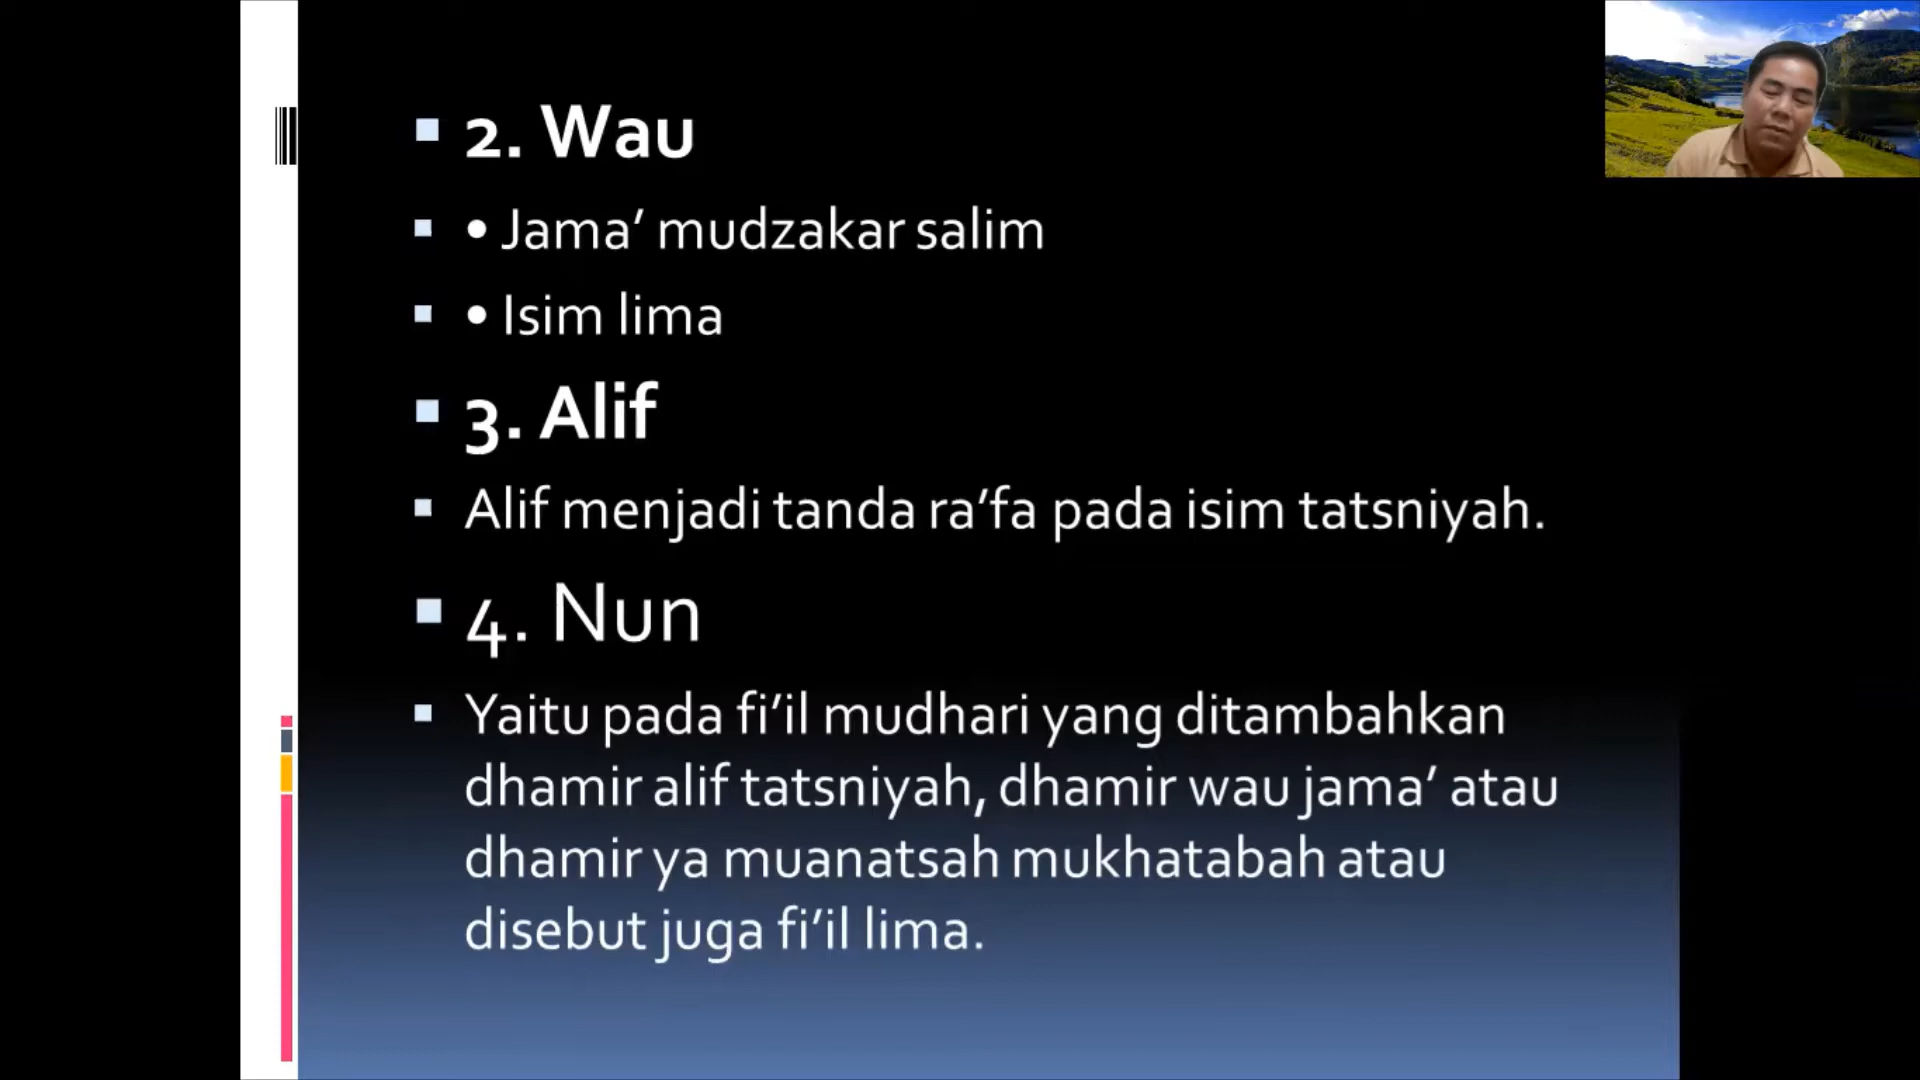 2. Wau
• Jama’ mudzakar salim
• Isim lima
3. Alif
Alif menjadi tanda ra’fa pada isim tatsniyah.
4. Nun
Yaitu pada fi’il mudhari yang ditambahkan
dhamir alif tatsniyah, dhamir wau jama’ atau
dhamir ya muanatsah mukhatabah atau
disebut juga fi’il lima.